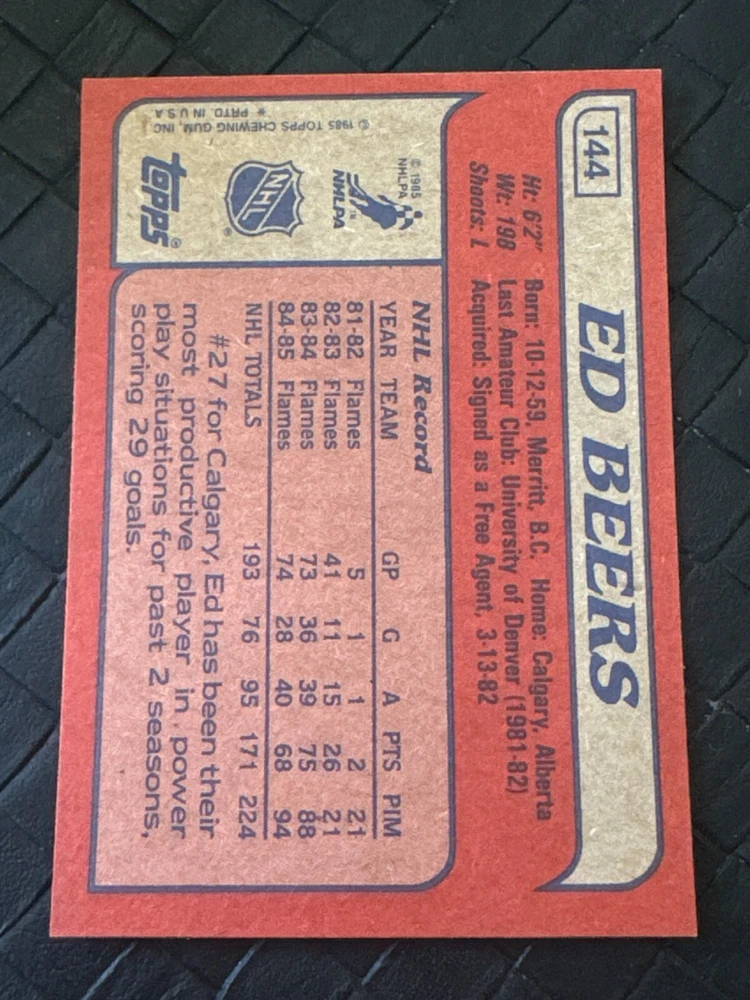 144
ED BEERS
Ht: 6'2" Born: 10-12-59, Merritt, B.C. Home: Calgary, Alberta
Wt: 198 Last Amateur Club: University of Denver (1981-82)
Shoots: L Acquired: Signed as a Free Agent, 3-13-82
© 1985 NHLPA
NHLPA ™
NHL ®
TOPPS ®
© 1985 TOPPS CHEWING GUM, INC
* PRTD. IN U.S.A
NHL Record
YEAR TEAM GP G A PTS PIM
81-82 Flames 5 1 1 2 21
82-83 Flames 41 11 15 26 21
83-84 Flames 73 36 39 75 88
84-85 Flames 74 28 40 68 94
NHL TOTALS 193 76 95 171 224
#27 for Calgary, Ed has been their
most productive player in power
play situations for past 2 seasons,
scoring 29 goals.